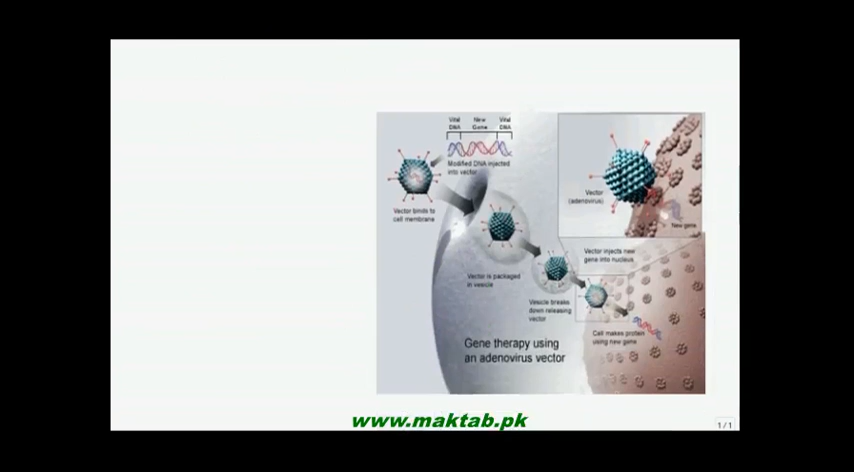 Viral New Viral
DNA Gene DNA
Modified DNA injected
into vector
Vector binds to
cell membrane
Vector
(adenovirus)
New gene
Vector injects new
gene into nucleus
Vector is packaged
in vesicle
Vesicle breaks
down releasing
vector
Cell makes protein
using new gene
Gene therapy using
an adenovirus vector
www.maktab.pk
1 / 1